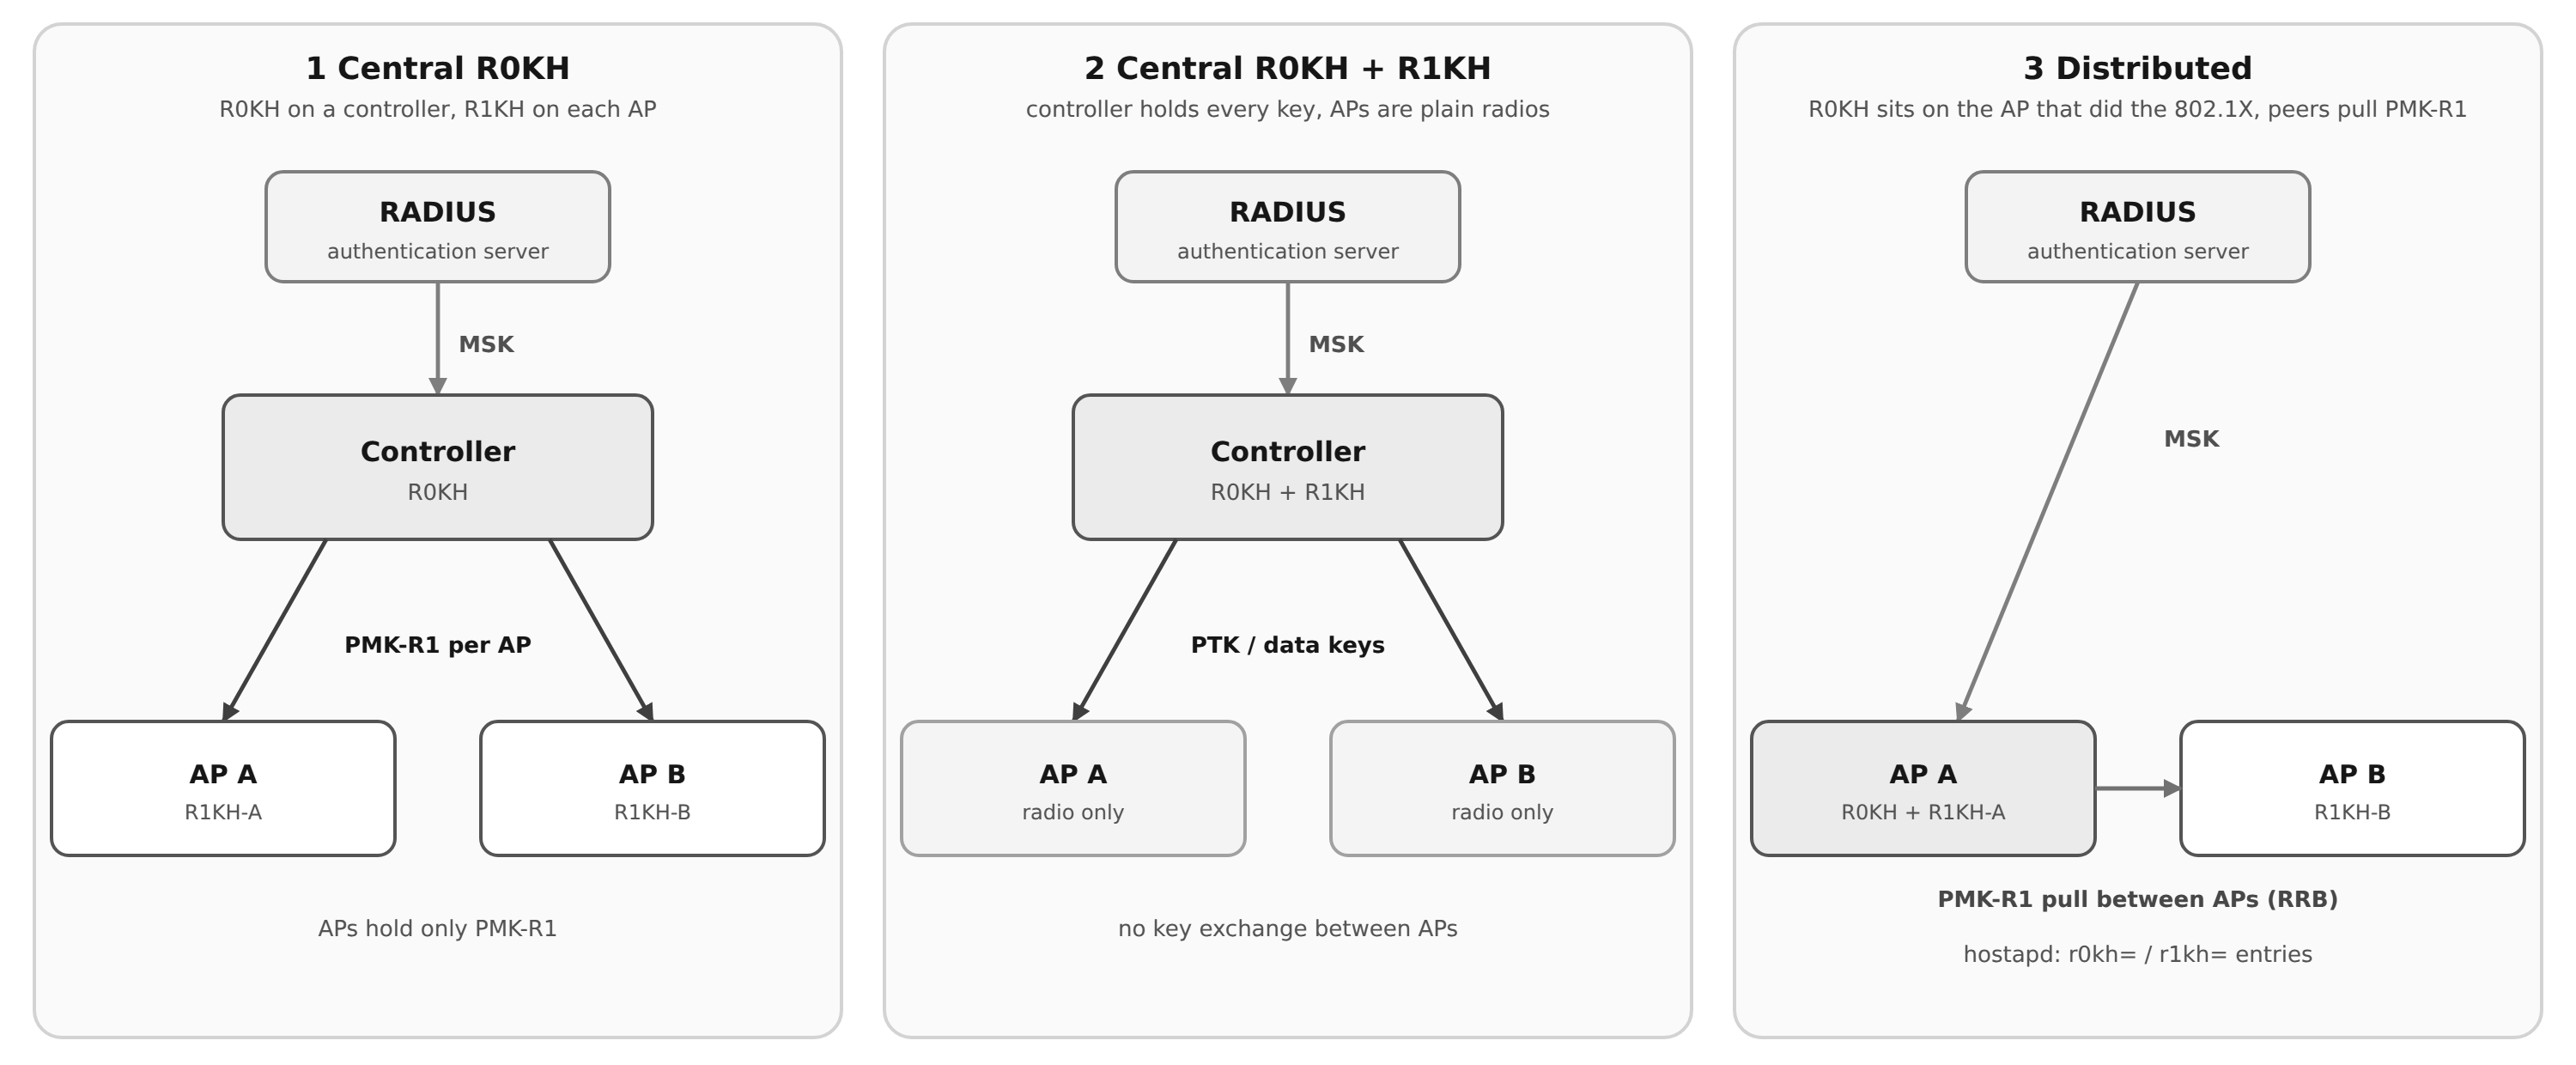 1 Central R0KH
R0KH on a controller, R1KH on each AP
RADIUS
authentication server
MSK
Controller
R0KH
PMK-R1 per AP
AP A
R1KH-A
AP B
R1KH-B
APs hold only PMK-R1
2 Central R0KH + R1KH
controller holds every key, APs are plain radios
RADIUS
authentication server
MSK
Controller
R0KH + R1KH
PTK / data keys
AP A
radio only
AP B
radio only
no key exchange between APs
3 Distributed
R0KH sits on the AP that did the 802.1X, peers pull PMK-R1
RADIUS
authentication server
MSK
AP A
R0KH + R1KH-A
AP B
R1KH-B
PMK-R1 pull between APs (RRB)
hostapd: r0kh= / r1kh= entries